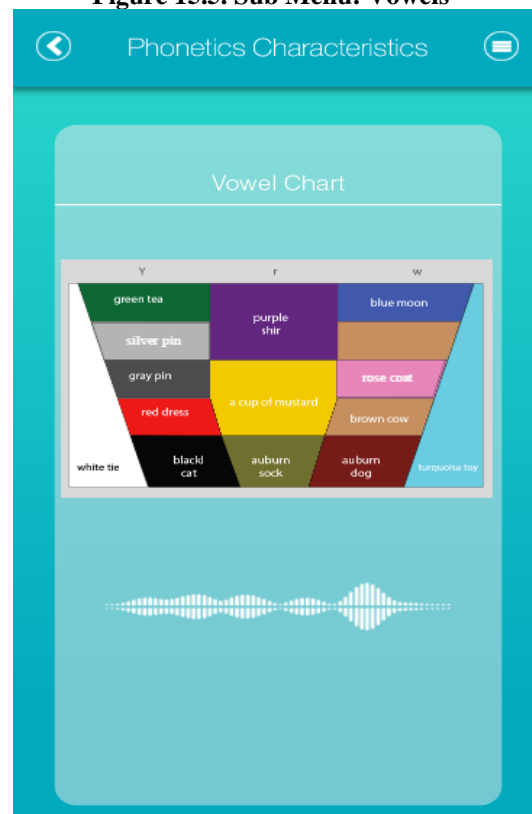 Figure 15.5. Sub Menu: Vowels
Phonetics Characteristics
Vowel Chart
Y r w
green tea
purple
shir
blue moon
silver pin
gray pin
rose coat
red dress
a cup of mustard
brown cow
white tie
blackl
cat
auburn
sock
auburn
dog
turquoise toy